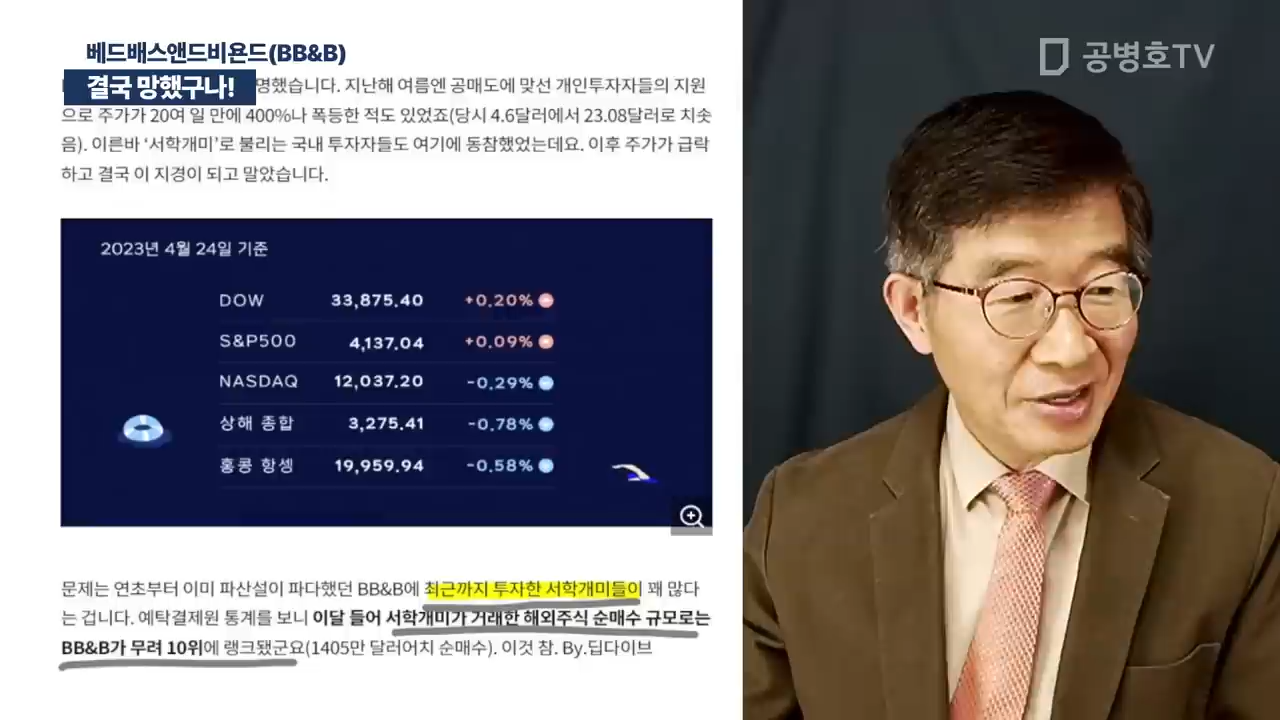 베드배스앤드비욘드(BB&B)
결국 망했구나!
공병호TV
명했습니다. 지난해 여름엔 공매도에 맞선 개인투자자들의 지원
으로 주가가 20여 일 만에 400%나 폭등한 적도 있었죠(당시 4.6달러에서 23.08달러로 치솟
음). 이른바 ‘서학개미’로 불리는 국내 투자자들도 여기에 동참했었는데요. 이후 주가가 급락
하고 결국 이 지경이 되고 말았습니다.
2023년 4월 24일 기준
DOW 33,875.40 +0.20%
S&P500 4,137.04 +0.09%
NASDAQ 12,037.20 -0.29%
상해 종합 3,275.41 -0.78%
홍콩 항셍 19,959.94 -0.58%
문제는 연초부터 이미 파산설이 파다했던 BB&B에 최근까지 투자한 서학개미들이 꽤 많다
는 겁니다. 예탁결제원 통계를 보니 이달 들어 서학개미가 거래한 해외주식 순매수 규모로는
BB&B가 무려 10위에 랭크됐군요(1405만 달러어치 순매수). 이것 참. By.딥다이브